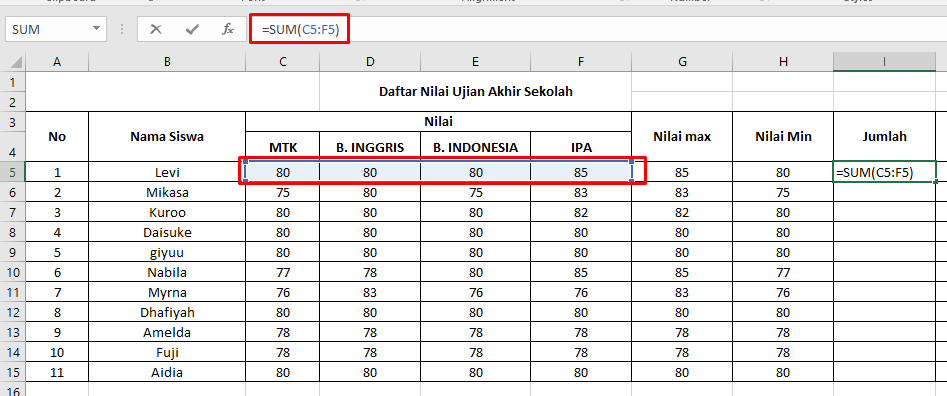 SUM =SUM(C5:F5)
A B C D E F G H I
1 Daftar Nilai Ujian Akhir Sekolah
2
3 No Nama Siswa Nilai Nilai max Nilai Min Jumlah
4 MTK B. INGGRIS B. INDONESIA IPA
5 1 Levi 80 80 80 85 85 80 =SUM(C5:F5)
6 2 Mikasa 75 80 75 83 83 75
7 3 Kuroo 80 80 80 82 82 80
8 4 Daisuke 80 80 80 80 80 80
9 5 giyuu 80 80 80 80 80 80
10 6 Nabila 77 78 80 85 85 77
11 7 Myrna 76 83 76 76 83 76
12 8 Dhafiyah 80 80 80 80 80 80
13 9 Amelda 78 78 78 78 78 78
14 10 Fuji 78 78 78 78 78 78
15 11 Aidia 80 80 80 80 80 80
16